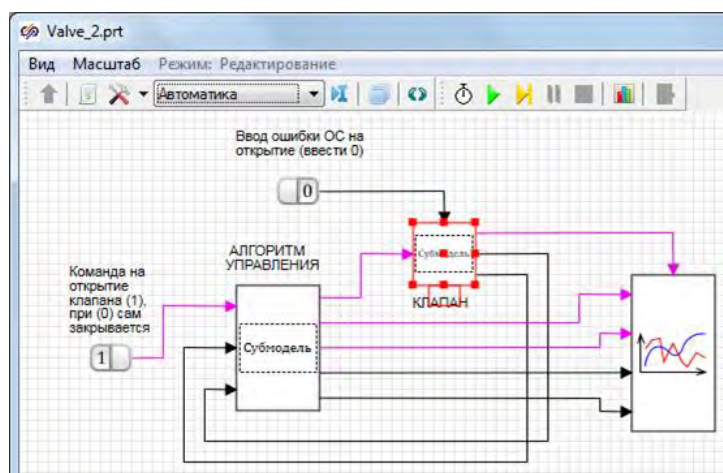 Valve_2.prt
Вид Масштаб Режим: Редактирование
Автоматика
Ввод ошибки ОС на
открытие (ввести 0)
0
АЛГОРИТМ
УПРАВЛЕНИЯ
Субмодель
КЛАПАН
Команда на
открытие
клапана (1),
при (0) сам
закрывается
1
Субмодель